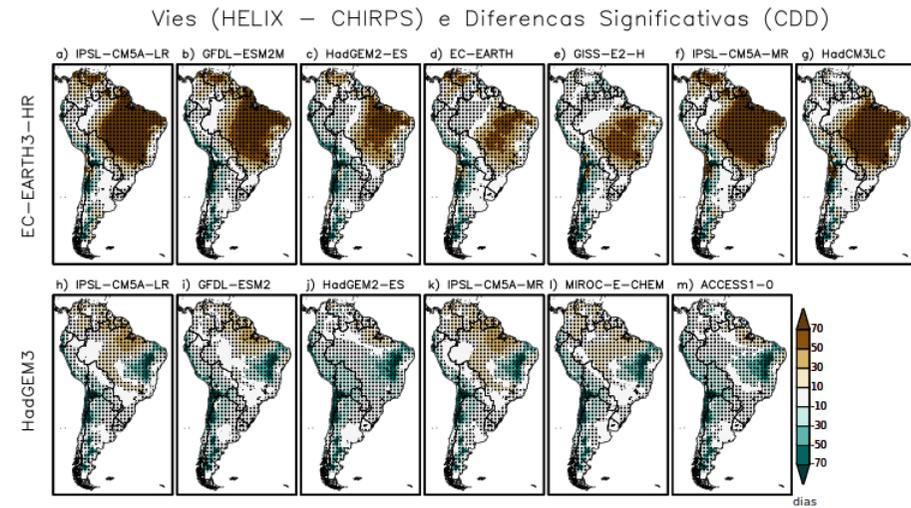 Vies (HELIX − CHIRPS) e Diferencas Significativas (CDD)
a) IPSL−CM5A−LR b) GFDL−ESM2M c) HadGEM2−ES d) EC−EARTH e) GISS−E2−H f) IPSL−CM5A−MR g) HadCM3LC
EC−EARTH3−HR
h) IPSL−CM5A−LR i) GFDL−ESM2 j) HadGEM2−ES k) IPSL−CM5A−MR l) MIROC−E−CHEM m) ACCESS1−0
HadGEM3
70
50
30
10
-10
-30
-50
-70
dias